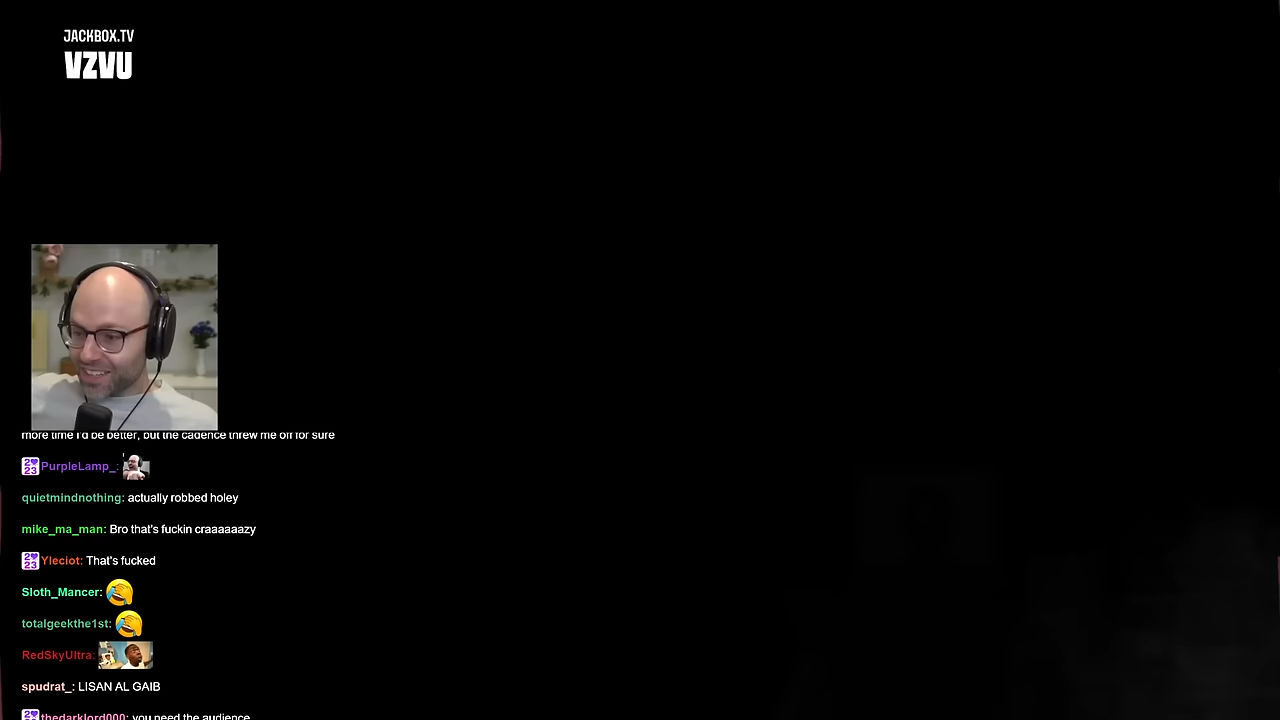 JACKBOX.TV
VZVU
more time I'd be better, but the cadence threw me off for sure
PurpleLamp_:
quietmindnothing: actually robbed holey
mike_ma_man: Bro that's fuckin craaaaaazy
Yleciot: That's fucked
Sloth_Mancer:
totalgeekthe1st:
RedSkyUltra:
spudrat_: LISAN AL GAIB
thedarklord000: you need the audience